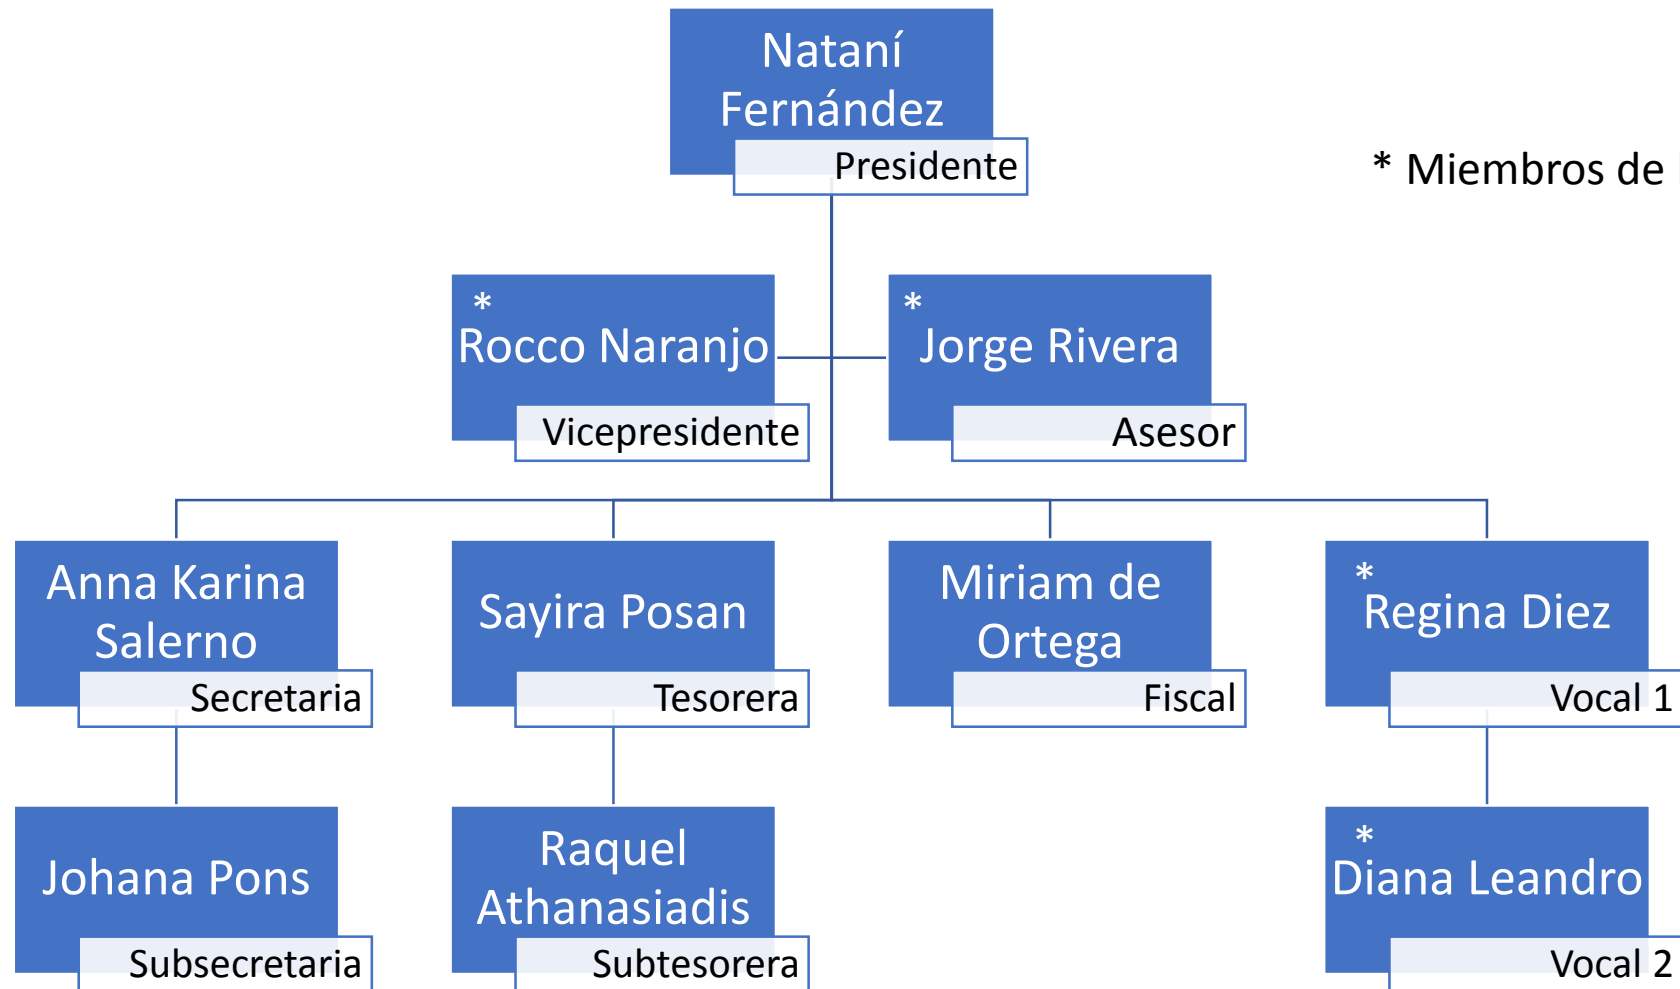 Nataní
Fernández
Presidente
* Miembros de
*
Rocco Naranjo
Vicepresidente
*
Jorge Rivera
Asesor
Anna Karina
Salerno
Secretaria
Sayira Posan
Tesorera
Miriam de
Ortega
Fiscal
*
Regina Diez
Vocal 1
Johana Pons
Subsecretaria
Raquel
Athanasiadis
Subtesorera
*
Diana Leandro
Vocal 2